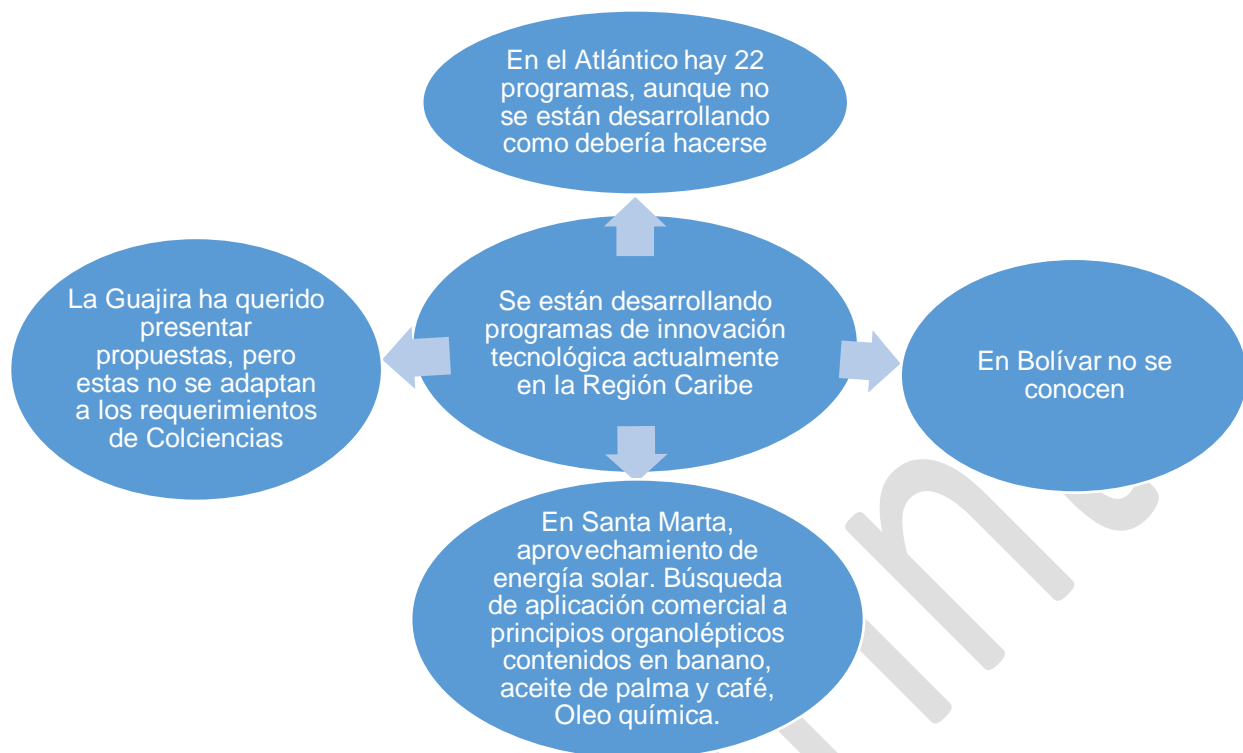 En el Atlántico hay 22
programas, aunque no
se están desarrollando
como debería hacerse
La Guajira ha querido
presentar
propuestas, pero
estas no se adaptan
a los requerimientos
de Colciencias
Se están desarrollando
programas de innovación
tecnológica actualmente
en la Región Caribe
En Bolívar no se
conocen
En Santa Marta,
aprovechamiento de
energía solar. Búsqueda
de aplicación comercial a
principios organolépticos
contenidos en banano,
aceite de palma y café,
Oleo química.